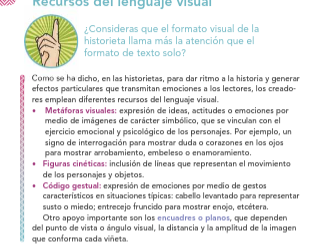 Recursos del lenguaje visual
¿Consideras que el formato visual de la
historieta llama más la atención que el
formato de texto solo?
Como se ha dicho, en las historietas, para dar ritmo a la historia y generar
efectos particulares que transmitan emociones a los lectores, los creado-
res emplean diferentes recursos del lenguaje visual.
• Metáforas visuales: expresión de ideas, actitudes o emociones por
medio de imágenes de carácter simbólico, que se vinculan con el
ejercicio emocional y psicológico de los personajes. Por ejemplo, un
signo de interrogación para mostrar duda o corazones en los ojos
para mostrar arrobamiento, embeleso o enamoramiento.
• Figuras cinéticas: inclusión de líneas que representan el movimiento
de los personajes y objetos.
• Código gestual: expresión de emociones por medio de gestos
característicos en situaciones típicas: cabello levantado para representar
susto o miedo; entrecejo fruncido para mostrar enojo, etcétera.
Otro apoyo importante son los encuadres o planos, que dependen
del punto de vista o ángulo visual, la distancia y la amplitud de la imagen
que conforma cada viñeta.